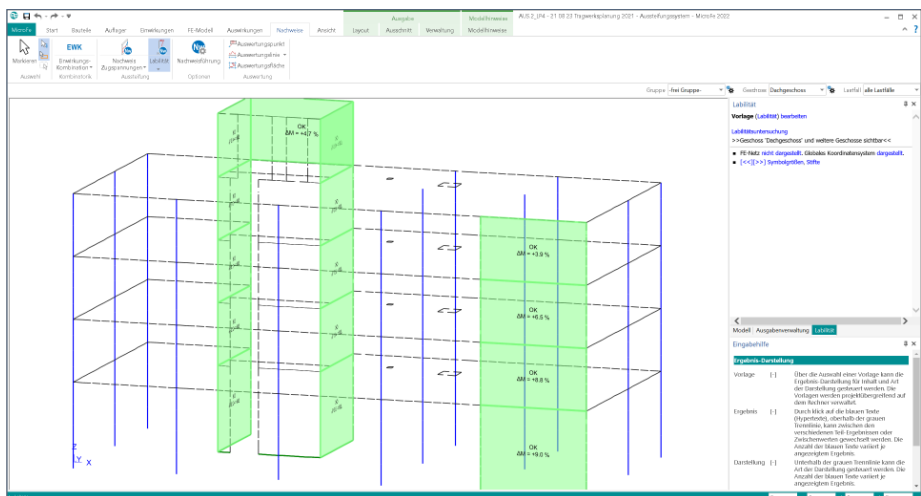 Ausgabe
Modellhinweise
AUS_2_LP4 - 21 09 23 Tragwerksplanung 2021 - Aussteifungssystem - MicroFe 2022
MicroFe Start Bauteile Auflager Einwirkungen FE-Modell Auswirkungen Nachweise Ansicht Layout Ausschnitt Verwaltung Modellhinweise
Markieren
EWK
Einwirkungs-
Kombination
Nachweis
Zugspannungen
Labilität
Nachweisführung
Auswertungspunkt
Auswertungslinie
Auswertungsfläche
Auswahl Kombinatorik Aussteifung Optionen Auswertung
Gruppe -frei Gruppe- Geschoss Dachgeschoss Lastfall alle Lastfälle
Labilität
Vorlage (Labilität) bearbeiten
Labilitätsuntersuchung
>>Geschoss 'Dachgeschoss' und weitere Geschosse sichtbar<<
FE-Netz nicht dargestellt. Globales Koordinatensystem dargestellt.
[<<][>>] Symbolgrößen, Stifte
OK
ΔM = +4.7 %
OK
ΔM = +3.9 %
OK
ΔM = +6.5 %
OK
ΔM = +8.8 %
OK
ΔM = +9.0 %
Z
Y X
Modell Ausgabenverwaltung Labilität
Eingabehilfe
Ergebnis-Darstellung
Vorlage [-] Über die Auswahl einer Vorlage kann die
Ergebnis-Darstellung für Inhalt und Art
der Darstellung gesteuert werden. Die
Vorlagen werden projektübergreifend auf
dem Rechner verwaltet.
Ergebnis [-] Durch Klick auf die blauen Texte
(Hypertexte), oberhalb der grauen
Trennlinie, kann zwischen den
verschiedenen Teil-Ergebnissen oder
Zwischenwerten gewechselt werden. Die
Anzahl der blauen Texte variiert je
angezeigtem Ergebnis.
Darstellung [-] Unterhalb der grauen Trennlinie kann die
Art der Darstellung gesteuert werden. Die
Anzahl der blauen Texte variiert je
angezeigtem Ergebnis.